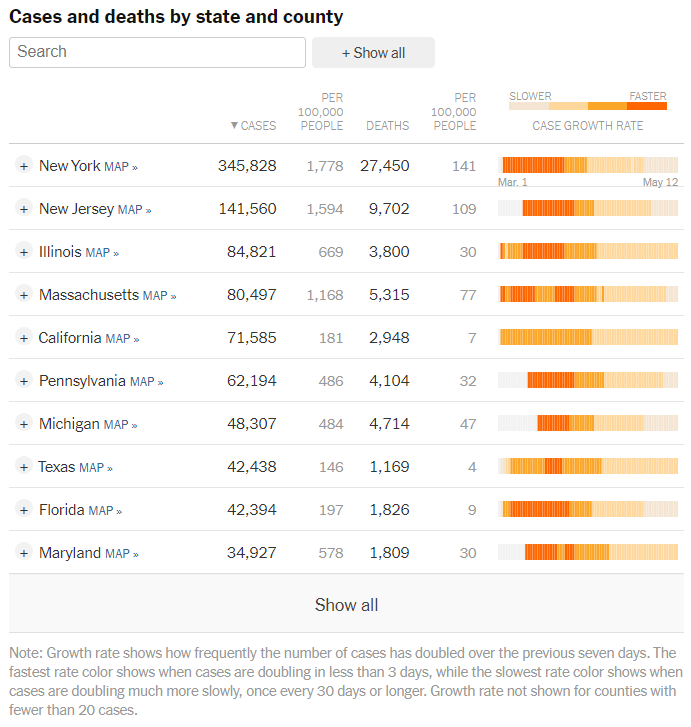 Cases and deaths by state and county
Search
+ Show all
▼ CASES PER 100,000 PEOPLE DEATHS PER 100,000 PEOPLE SLOWER FASTER CASE GROWTH RATE
+ New York MAP » 345,828 1,778 27,450 141
Mar. 1 May 12
+ New Jersey MAP » 141,560 1,594 9,702 109
+ Illinois MAP » 84,821 669 3,800 30
+ Massachusetts MAP » 80,497 1,168 5,315 77
+ California MAP » 71,585 181 2,948 7
+ Pennsylvania MAP » 62,194 486 4,104 32
+ Michigan MAP » 48,307 484 4,714 47
+ Texas MAP » 42,438 146 1,169 4
+ Florida MAP » 42,394 197 1,826 9
+ Maryland MAP » 34,927 578 1,809 30
Show all
Note: Growth rate shows how frequently the number of cases has doubled over the previous seven days. The
fastest rate color shows when cases are doubling in less than 3 days, while the slowest rate color shows when
cases are doubling much more slowly, once every 30 days or longer. Growth rate not shown for counties with
fewer than 20 cases.